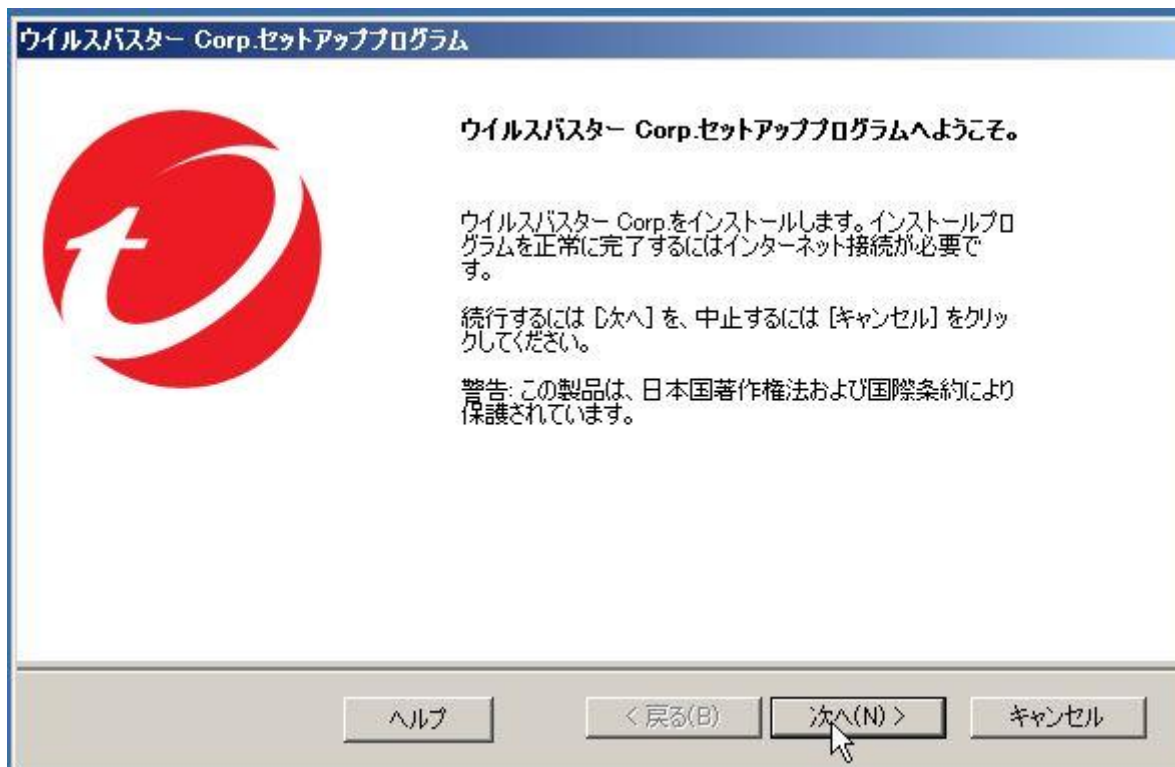 ウイルスバスター Corp.セットアッププログラム
ウイルスバスター Corp.セットアッププログラムへようこそ。
ウイルスバスター Corp.をインストールします。インストールプロ
グラムを正常に完了するにはインターネット接続が必要で
す。
続行するには [次へ] を、中止するには [キャンセル] をクリッ
クしてください。
警告: この製品は、日本国著作権法および国際条約により
保護されています。
ヘルプ
< 戻る(B)
次へ(N) >
キャンセル